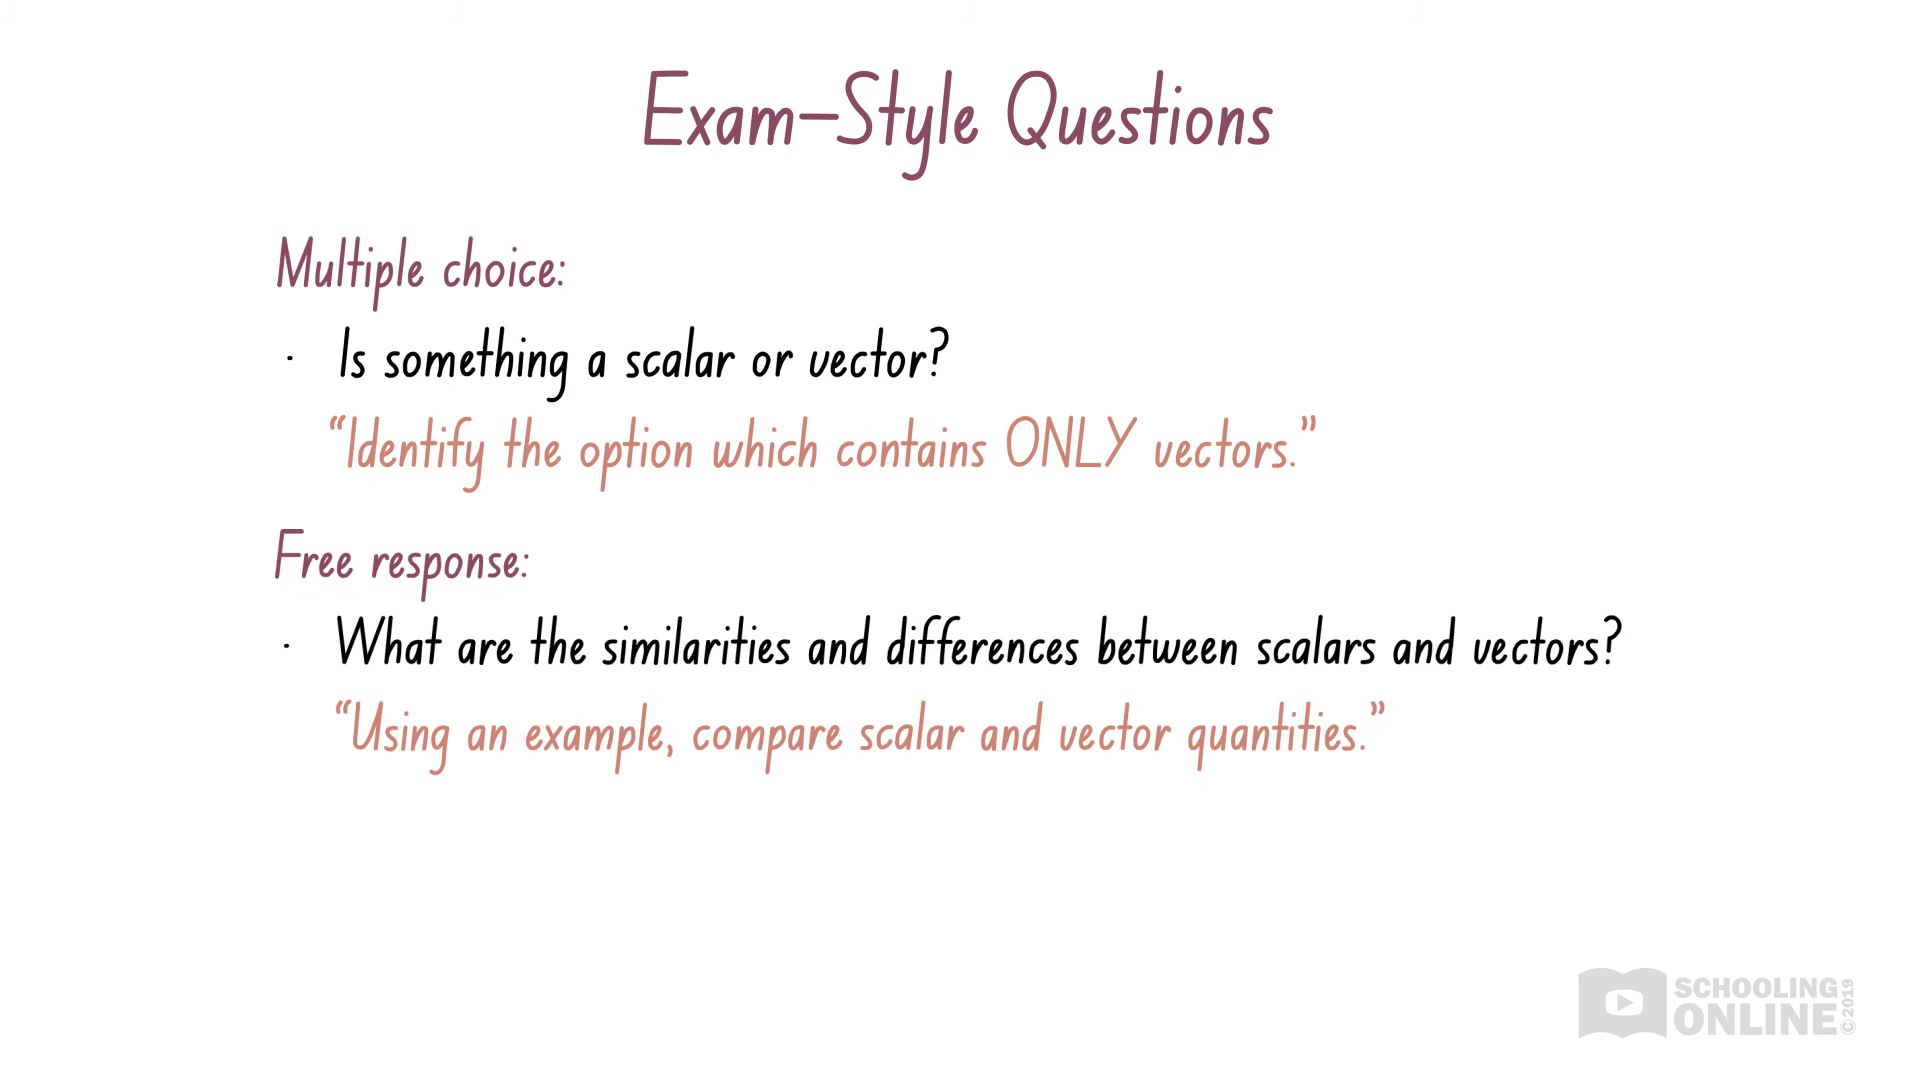 Exam–Style Questions
Multiple choice:
· Is something a scalar or vector?
“Identify the option which contains ONLY vectors.”
Free response:
· What are the similarities and differences between scalars and vectors?
“Using an example, compare scalar and vector quantities.”
SCHOOLING
ONLINE
©2019